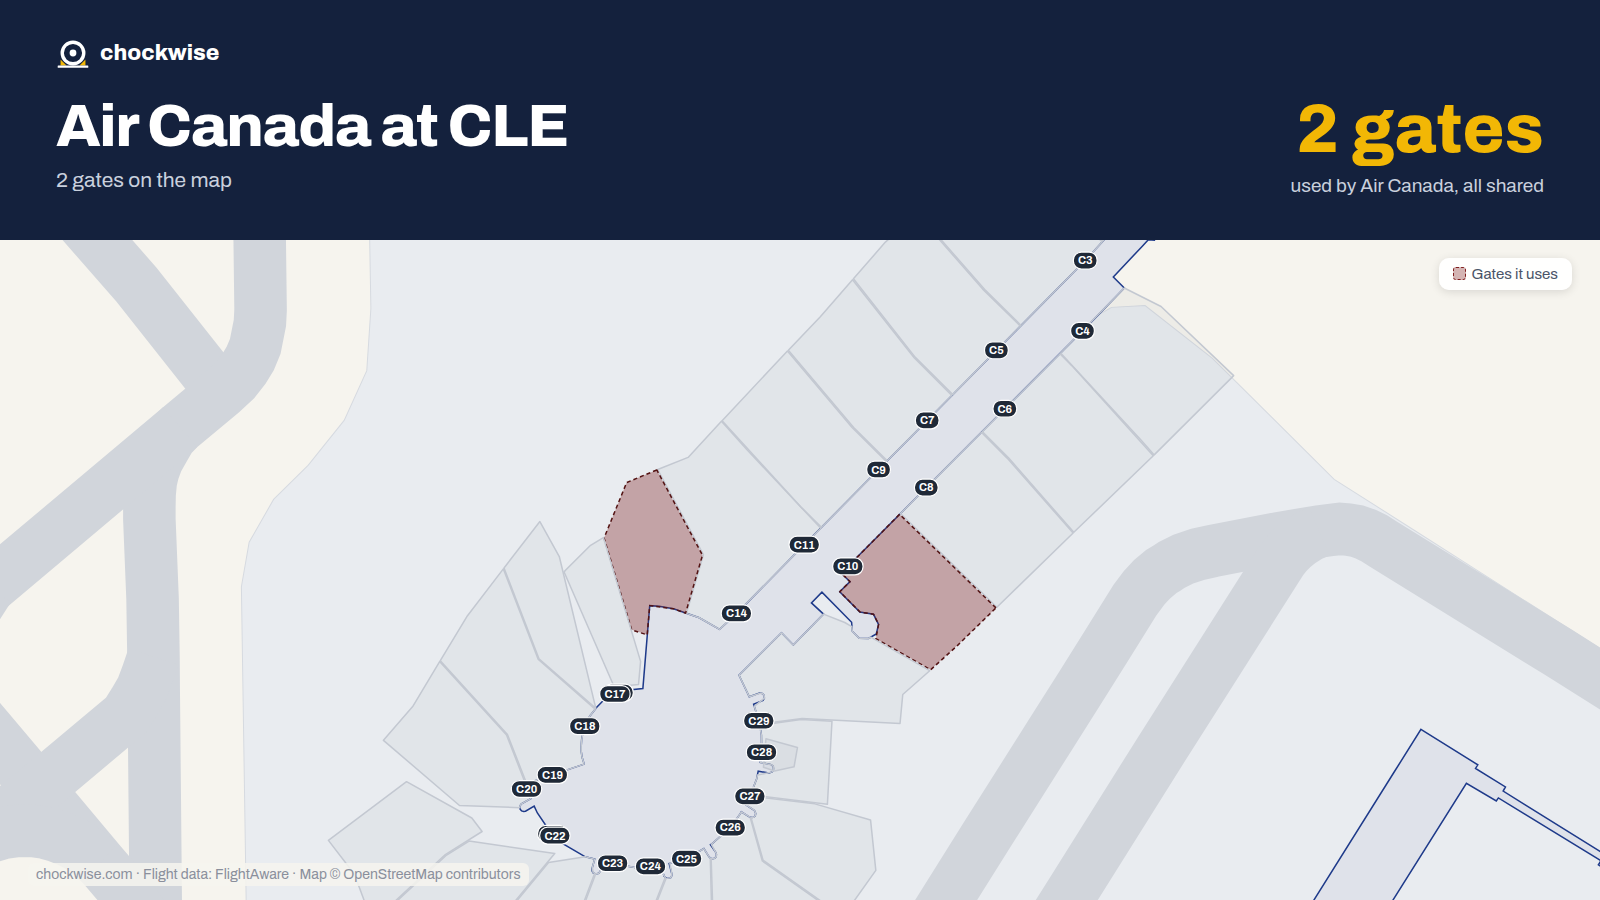 chockwise
Air Canada at CLE
2 gates on the map
2 gates
used by Air Canada, all shared
Gates it uses
C3
C4
C5
C6
C7
C9
C8
C11
C10
C14
C17
C18
C29
C28
C19
C20
C27
C26
C22
C25
C23
C24
chockwise.com · Flight data: FlightAware · Map © OpenStreetMap contributors